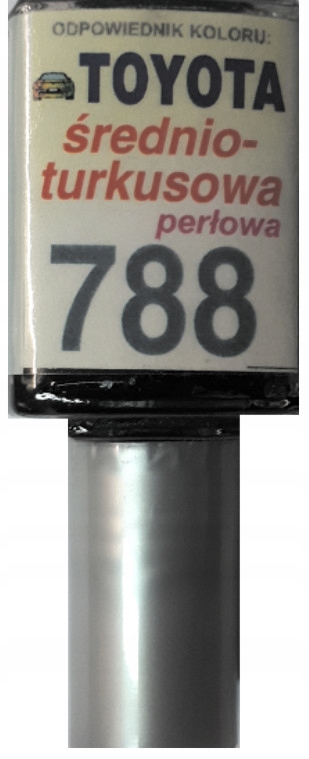 ODPOWIEDNIK KOLORU:
TOYOTA
średnio-
turkusowa
perłowa
788